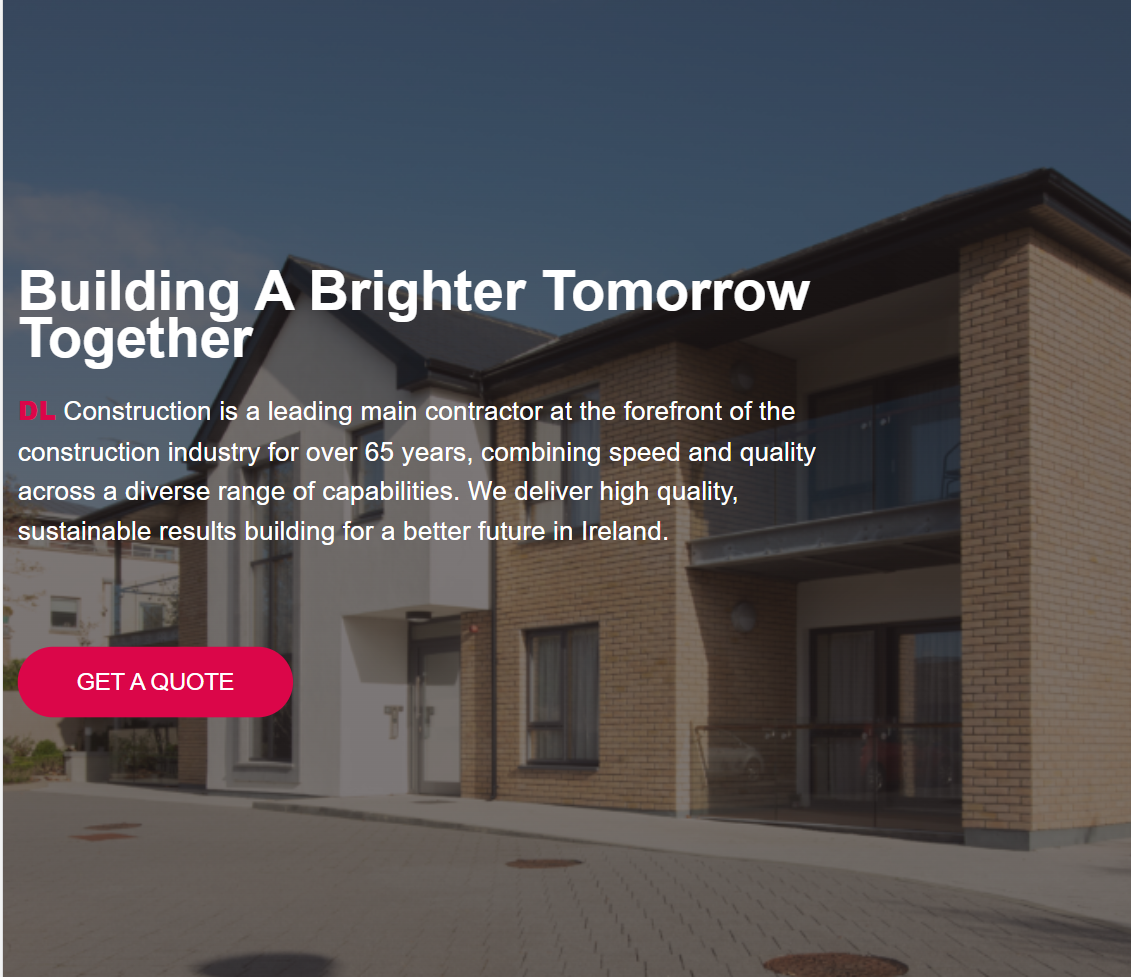 Building A Brighter Tomorrow
Together
DL Construction is a leading main contractor at the forefront of the
construction industry for over 65 years, combining speed and quality
across a diverse range of capabilities. We deliver high quality,
sustainable results building for a better future in Ireland.
GET A QUOTE